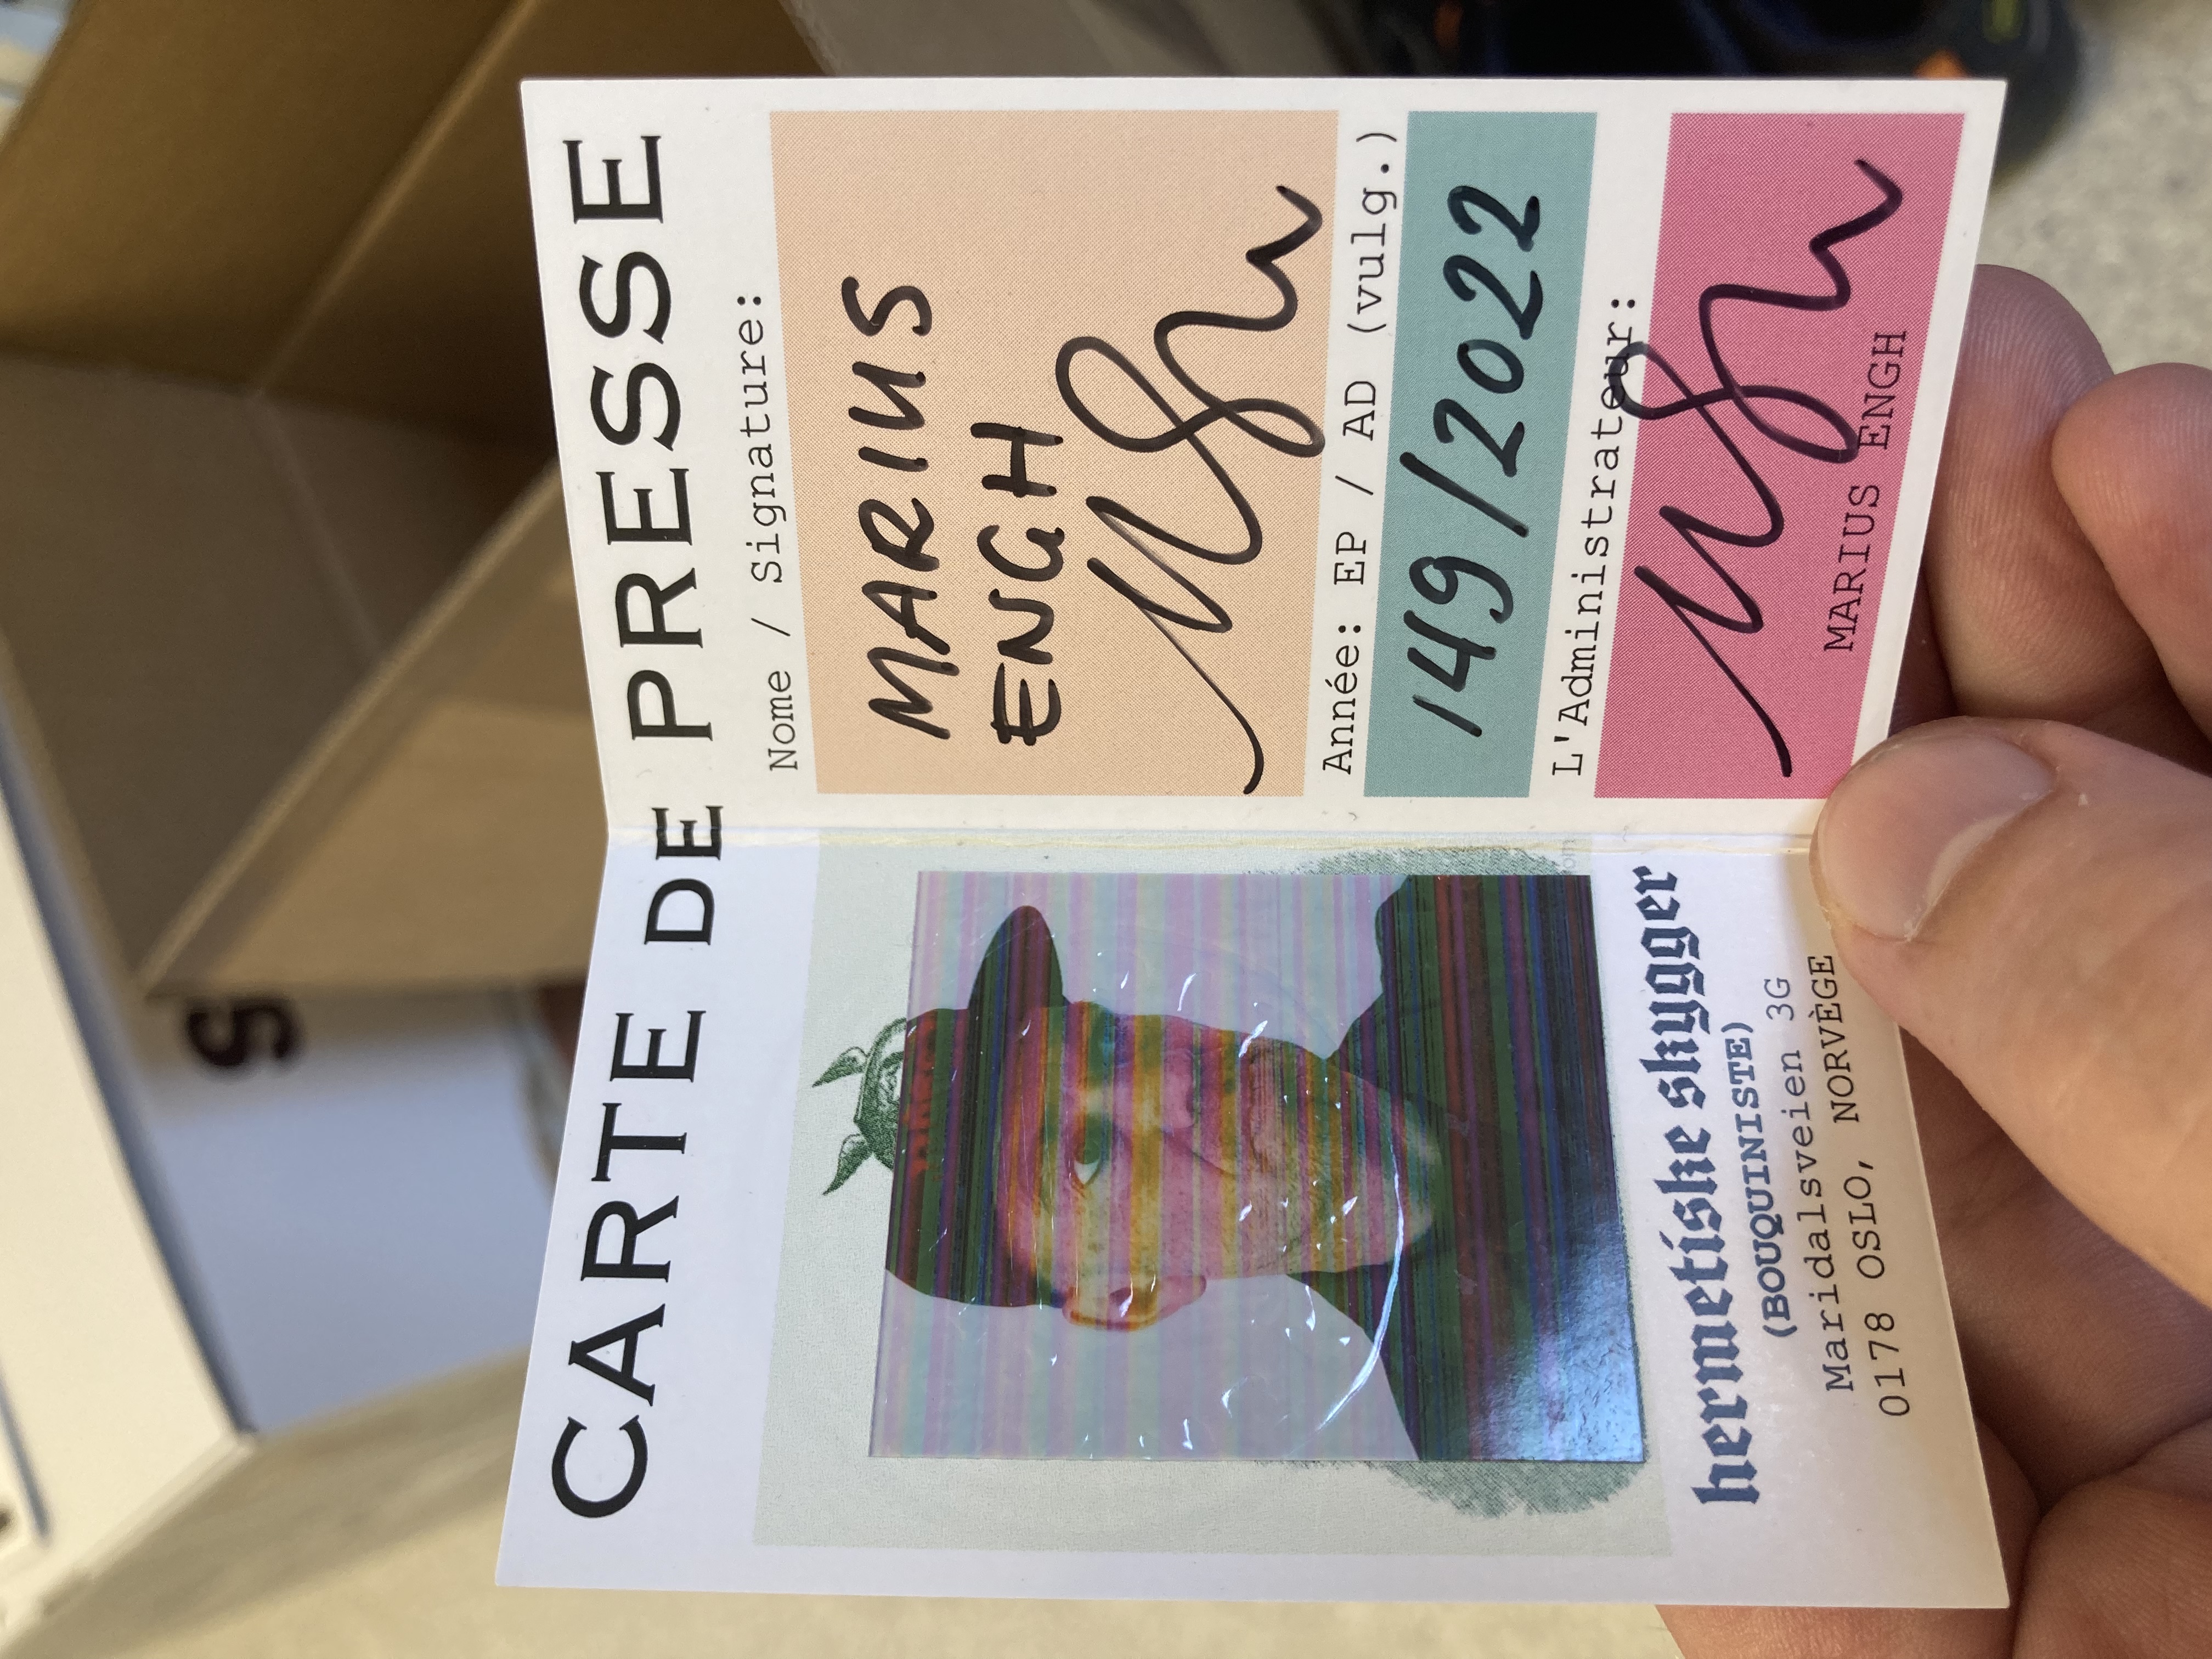 CARTE DE PRESSE
hermetiske skygger
(BOUQUINISTE)
Maridalsveien 3G
0178 OSLO, NORVÈGE
Nome / Signature:
MARIUS
ENGH
Année: EP / AD (vulg.)
149/2022
L'Administrateur:
MARIUS ENGH